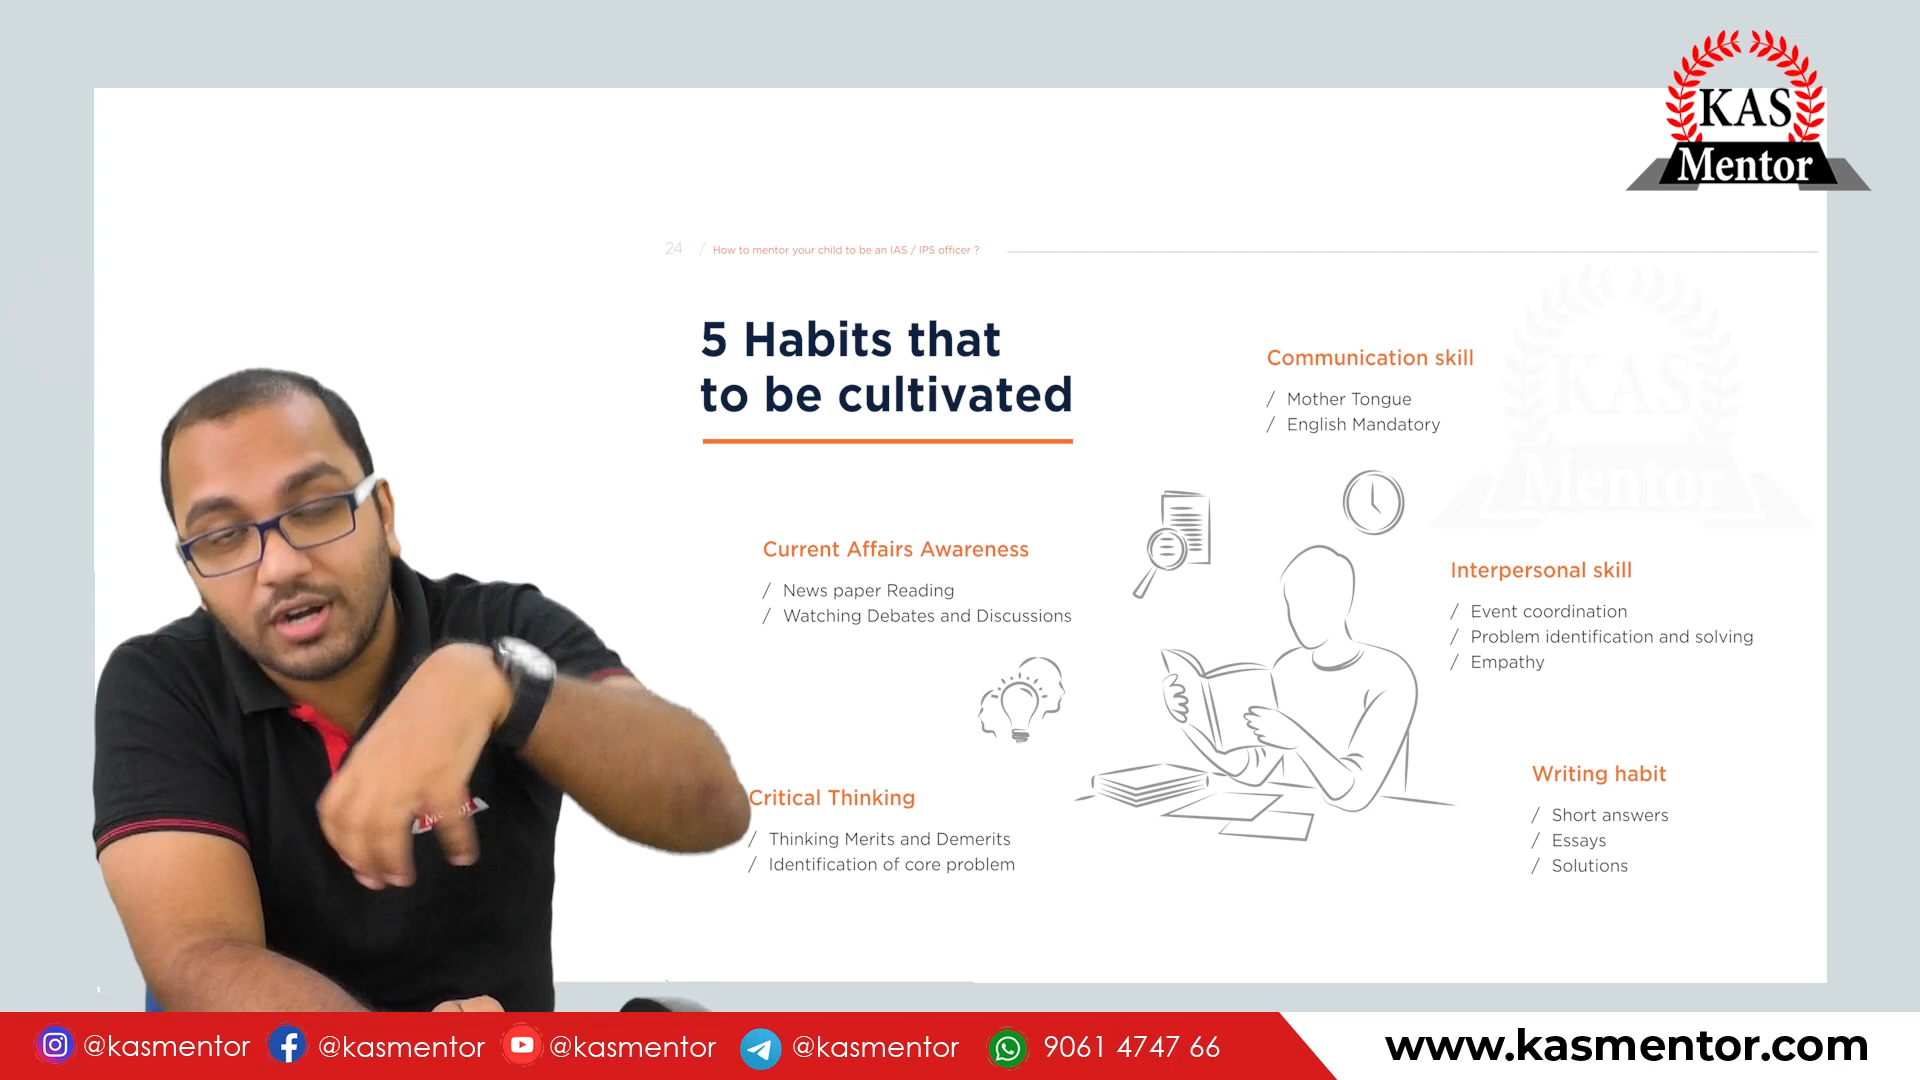 KAS
Mentor
24 / How to mentor your child to be an IAS / IPS officer ?
5 Habits that
to be cultivated
Communication skill
/ Mother Tongue
/ English Mandatory
KAS
Mentor
Current Affairs Awareness
/ News paper Reading
/ Watching Debates and Discussions
Interpersonal skill
/ Event coordination
/ Problem identification and solving
/ Empathy
Critical Thinking
/ Thinking Merits and Demerits
/ Identification of core problem
Writing habit
/ Short answers
/ Essays
/ Solutions
@kasmentor @kasmentor @kasmentor @kasmentor 9061 4747 66
www.kasmentor.com